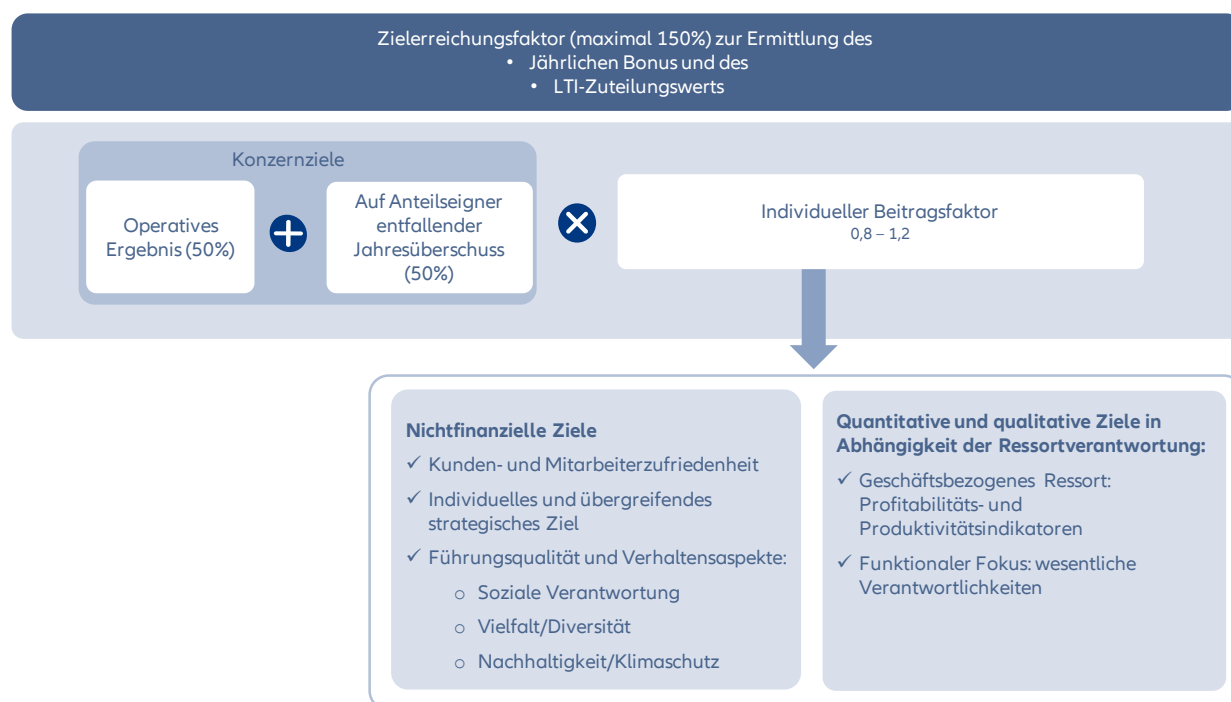 Zielerreichungsfaktor (maximal 150%) zur Ermittlung des
• Jährlichen Bonus und des
• LTI-Zuteilungswerts
Konzernziele
Operatives
Ergebnis (50%)
Auf Anteilseigner
entfallender
Jahresüberschuss
(50%)
Individueller Beitragsfaktor
0,8 – 1,2
Nichtfinanzielle Ziele
✓ Kunden- und Mitarbeiterzufriedenheit
✓ Individuelles und übergreifendes
strategisches Ziel
✓ Führungsqualität und Verhaltensaspekte:
o Soziale Verantwortung
o Vielfalt/Diversität
o Nachhaltigkeit/Klimaschutz
Quantitative und qualitative Ziele in
Abhängigkeit der Ressortverantwortung:
✓ Geschäftsbezogenes Ressort:
Profitabilitäts- und
Produktivitätsindikatoren
✓ Funktionaler Fokus: wesentliche
Verantwortlichkeiten